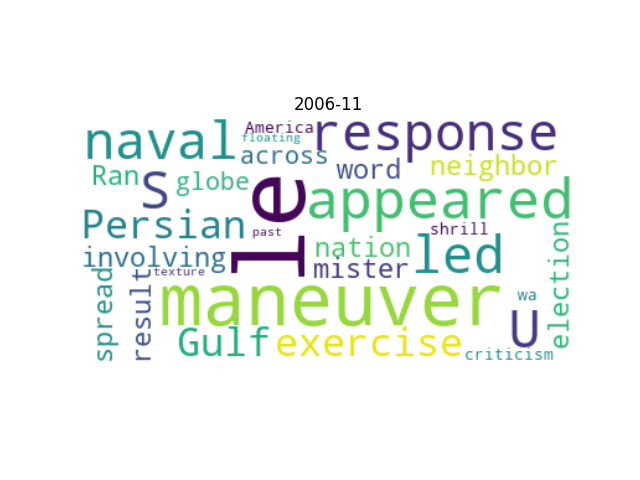 2006-11
naval America response
floating
across word neighbor
Ran S globe le appeared
Persian past shrill
involving nation led
texture mister
spread result maneuver wa election
Gulf exercise U
criticism